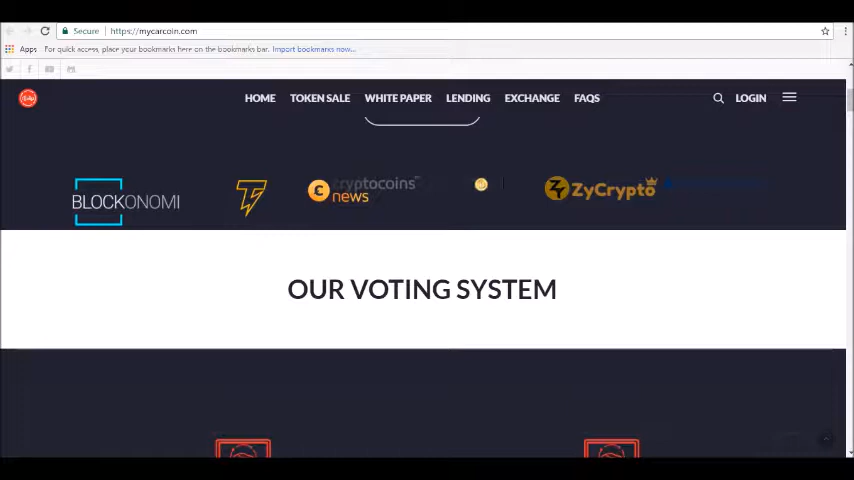 Secure https://mycarcoin.com
Apps For quick access, place your bookmarks here on the bookmarks bar. Import bookmarks now...
HOME TOKEN SALE WHITE PAPER LENDING EXCHANGE FAQS LOGIN
BLOCKONOMI
cryptocoins
news
ZyCrypto
OUR VOTING SYSTEM